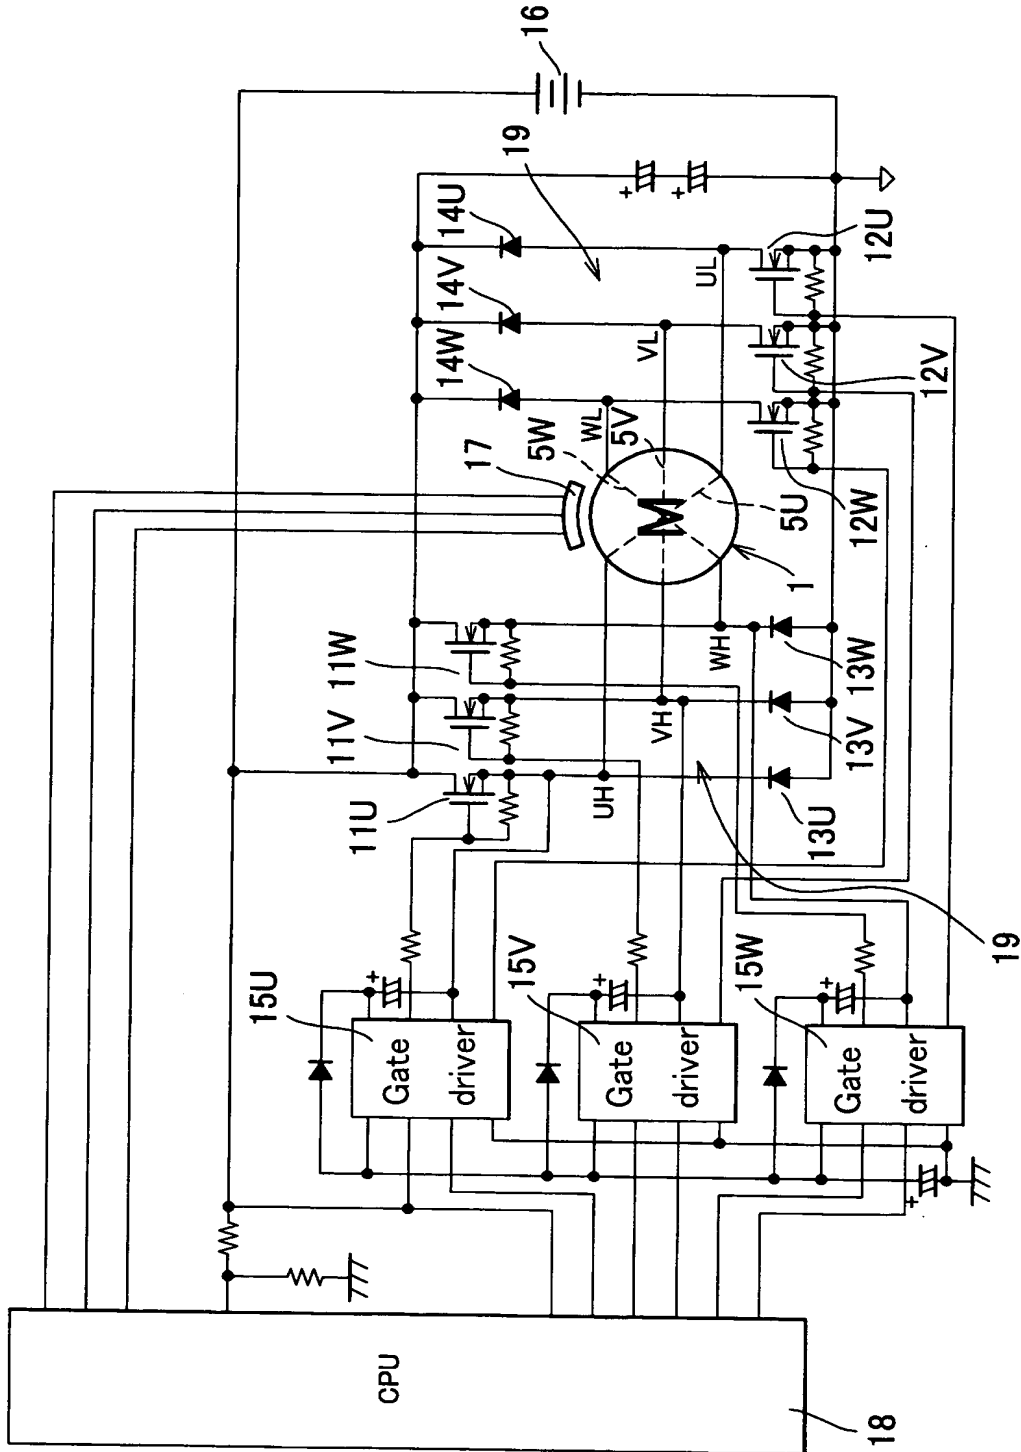 16
19
14U
14V
14W
17
5W
WL
5V
VL
UL
12U
12V
12W
5U
1
11W
11V
11U
WH
VH
UH
13W
13V
13U
19
15U
15V
15W
+
+
+
+
+
+
M
Gate
driver
Gate
driver
Gate
driver
CPU
18